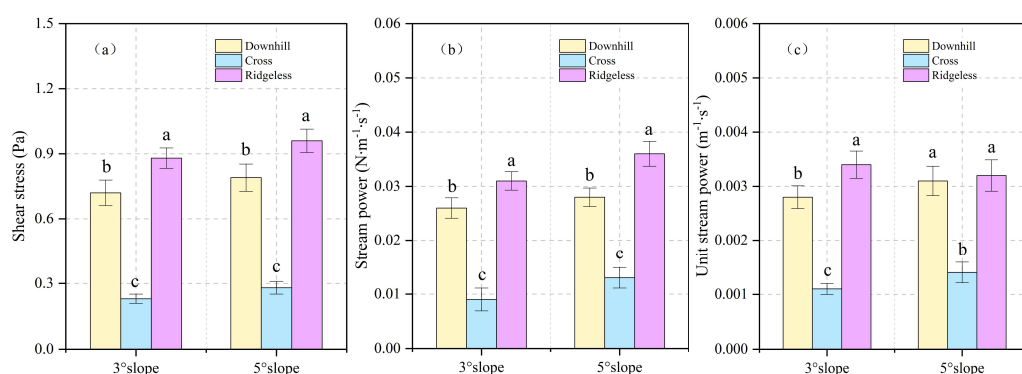 Shear stress (Pa)
1.5
1.2
0.9
0.6
0.3
0.0
（a）
Downhill
Cross
Ridgeless
b
c
a
b
c
a
3°slope
5°slope
Stream power (N·m-1·s-1)
0.06
0.05
0.04
0.03
0.02
0.01
0.00
（b）
Downhill
Cross
Ridgeless
b
c
a
b
c
a
3°slope
5°slope
Unit stream power (m-1·s-1)
0.006
0.005
0.004
0.003
0.002
0.001
0.000
（c）
Downhill
Cross
Ridgeless
b
c
a
a
b
a
3°slope
5°slope